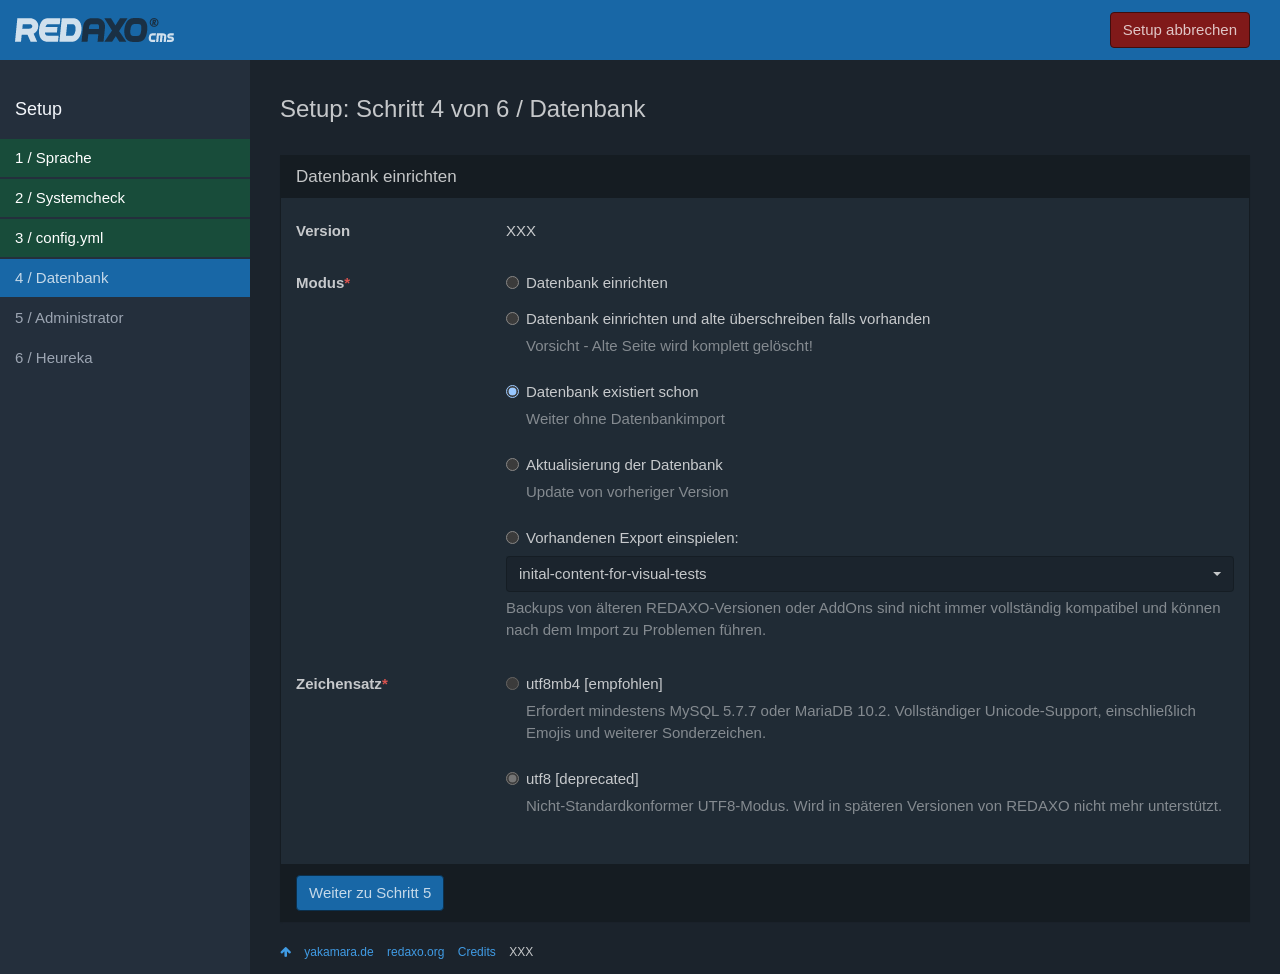 REDAXO® cms
Setup abbrechen
Setup
1 / Sprache
2 / Systemcheck
3 / config.yml
4 / Datenbank
5 / Administrator
6 / Heureka
Setup: Schritt 4 von 6 / Datenbank
Datenbank einrichten
Version XXX
Modus* Datenbank einrichten
Datenbank einrichten und alte überschreiben falls vorhanden
Vorsicht - Alte Seite wird komplett gelöscht!
Datenbank existiert schon
Weiter ohne Datenbankimport
Aktualisierung der Datenbank
Update von vorheriger Version
Vorhandenen Export einspielen:
inital-content-for-visual-tests
Backups von älteren REDAXO-Versionen oder AddOns sind nicht immer vollständig kompatibel und können
nach dem Import zu Problemen führen.
Zeichensatz* utf8mb4 [empfohlen]
Erfordert mindestens MySQL 5.7.7 oder MariaDB 10.2. Vollständiger Unicode-Support, einschließlich
Emojis und weiterer Sonderzeichen.
utf8 [deprecated]
Nicht-Standardkonformer UTF8-Modus. Wird in späteren Versionen von REDAXO nicht mehr unterstützt.
Weiter zu Schritt 5
yakamara.de redaxo.org Credits XXX